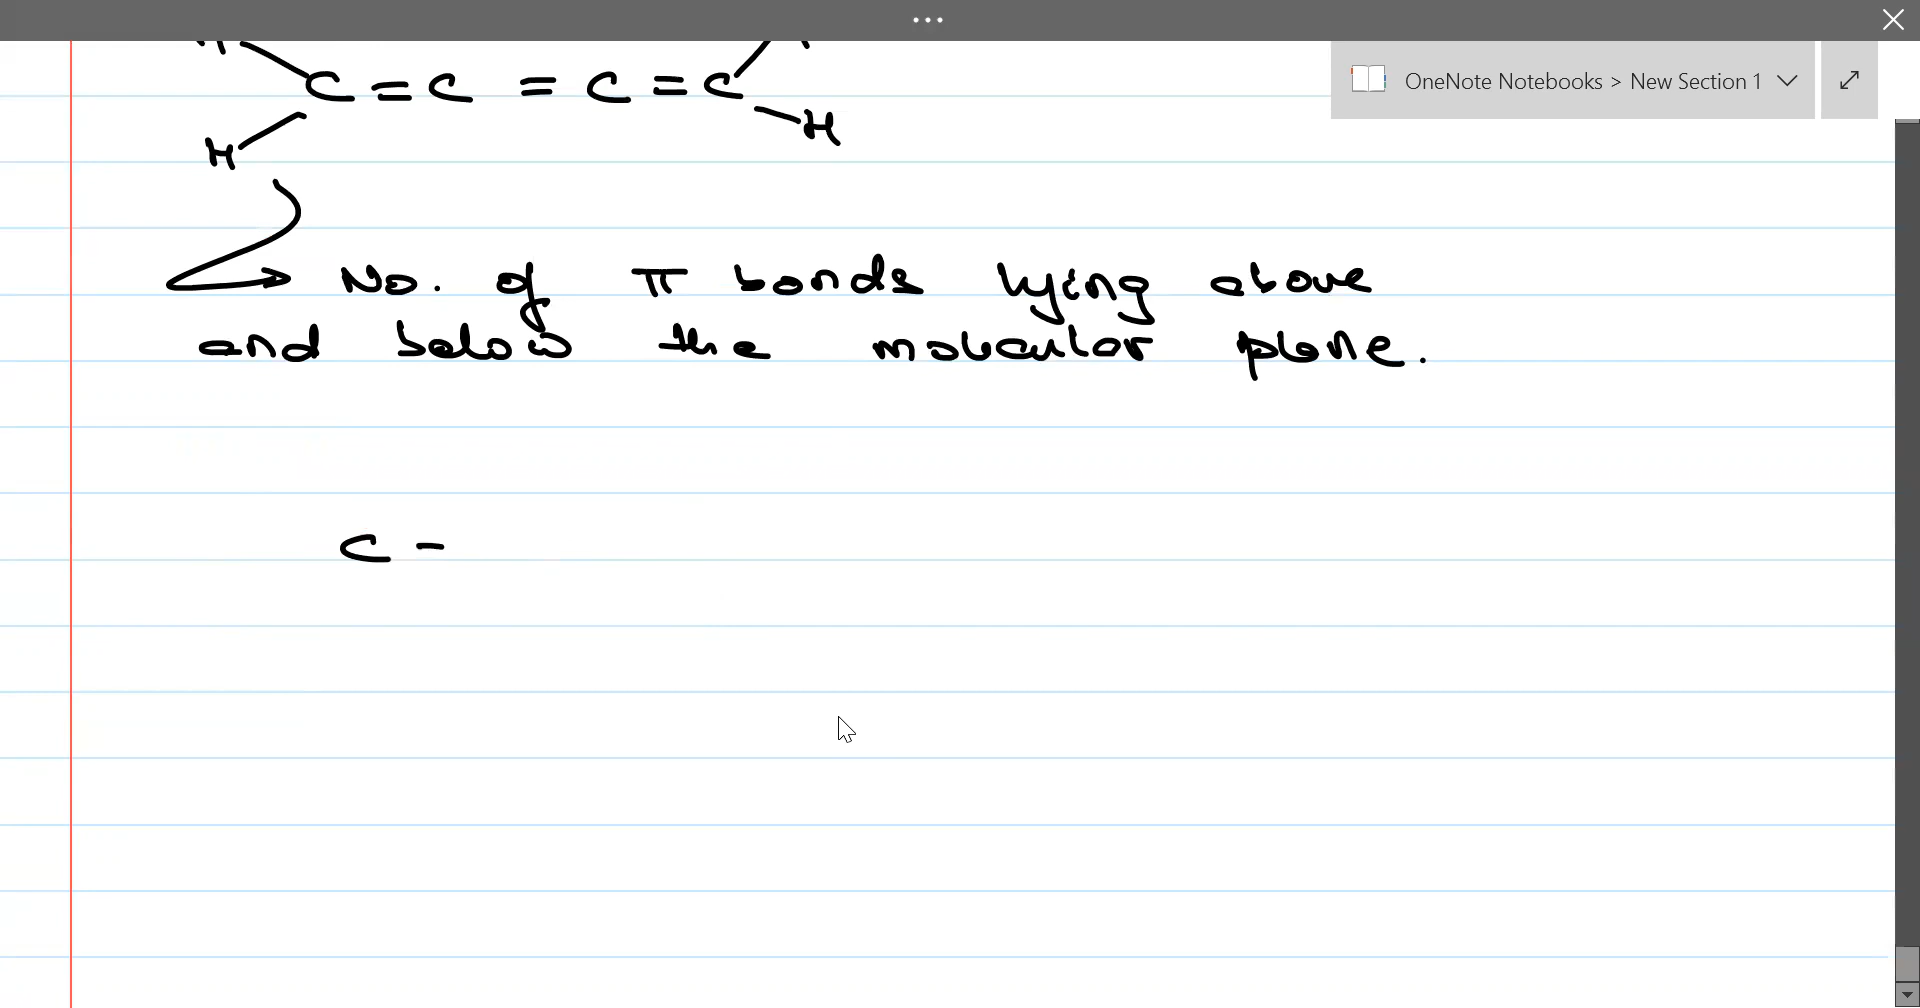 OneNote Notebooks > New Section 1
C = C = C = C
H
H
No. of π bonds lying above
and below the molecular plane.
C -